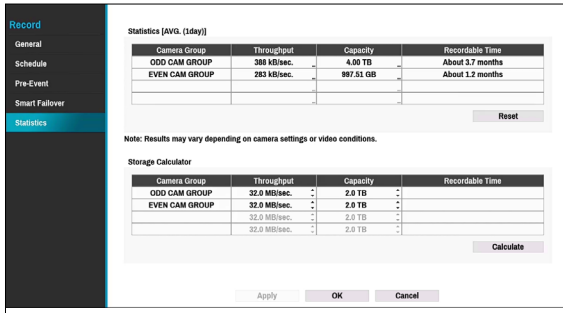 Record
General
Schedule
Pre-Event
Smart Failover
Statistics
Statistics [AVG. (1day)]
Camera Group Throughput Capacity Recordable Time
ODD CAM GROUP 380 kB/sec. ... 4.00 TB ... About 3.7 months
EVEN CAM GROUP 283 kB/sec. ... 997.51 GB ... About 1.2 months
... ...
... ...
Reset
Note: Results may vary depending on camera settings or video conditions.
Storage Calculator
Camera Group Throughput Capacity Recordable Time
ODD CAM GROUP 32.0 MB/sec. 2.0 TB
EVEN CAM GROUP 32.0 MB/sec. 2.0 TB
32.0 MB/sec. 2.0 TB
32.0 MB/sec. 2.0 TB
Calculate
Apply OK Cancel